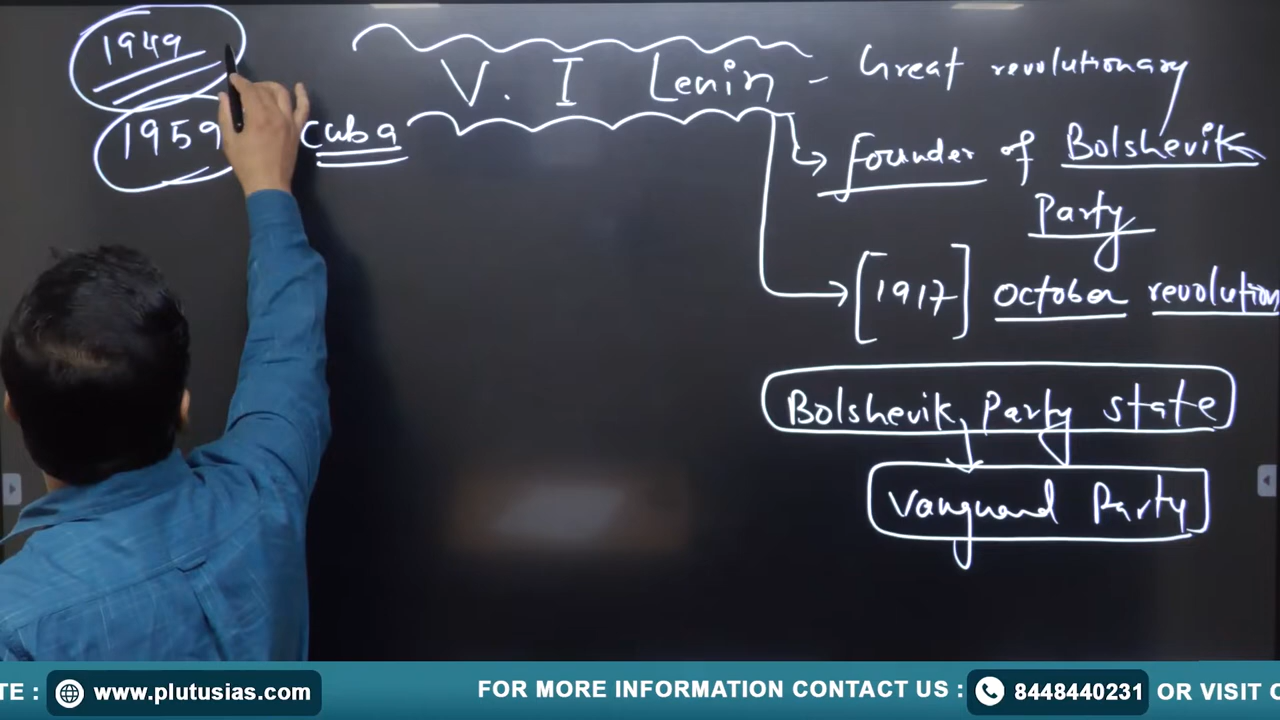 1949
1959 Cuba
V. I Lenin - Great revolutionary
founder of Bolshevik
Party
[1917] October revolution
Bolshevik Party state
Vanguard Party
TE : www.plutusias.com FOR MORE INFORMATION CONTACT US : 8448440231 OR VISIT O